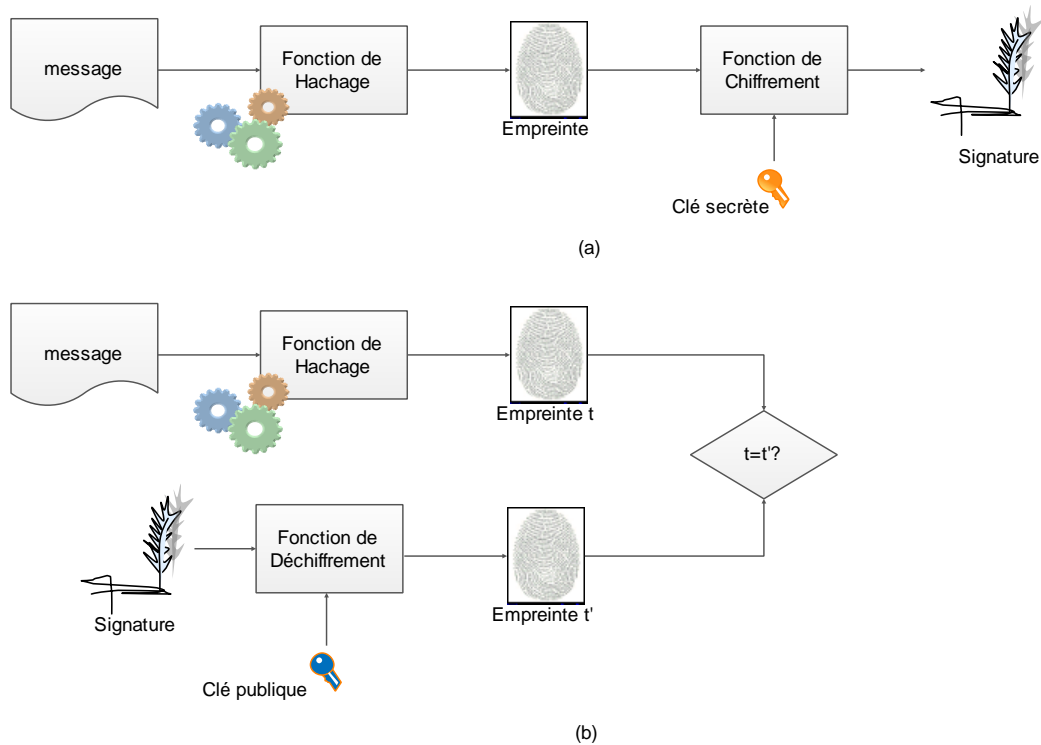 message
Fonction de
Hachage
Empreinte
Fonction de
Chiffrement
Signature
Clé secrète
(a)
message
Fonction de
Hachage
Empreinte t
t=t'?
Fonction de
Déchiffrement
Signature
Empreinte t'
Clé publique
(b)